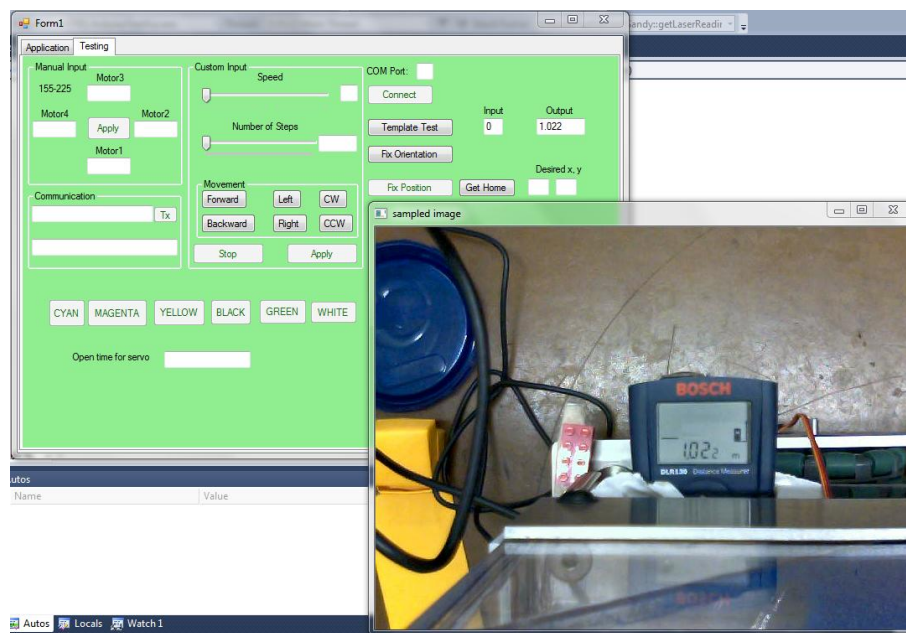 Form1
andy::getLaserReadir
Application Testing
Manual Input
155-225
Motor3
Motor4
Motor2
Apply
Motor1
Custom Input
Speed
Number of Steps
Movement
Forward Left CW
Backward Right CCW
Stop Apply
COM Port:
Connect
Input Output
Template Test 0 1.022
Fix Orientation
Desired x, y
Fix Position Get Home
Communication
Tx
CYAN MAGENTA YELLOW BLACK GREEN WHITE
Open time for servo
sampled image
BOSCH
1.022 m
DLR130 Distance Measurer
utos
Name Value
Autos Locals Watch 1